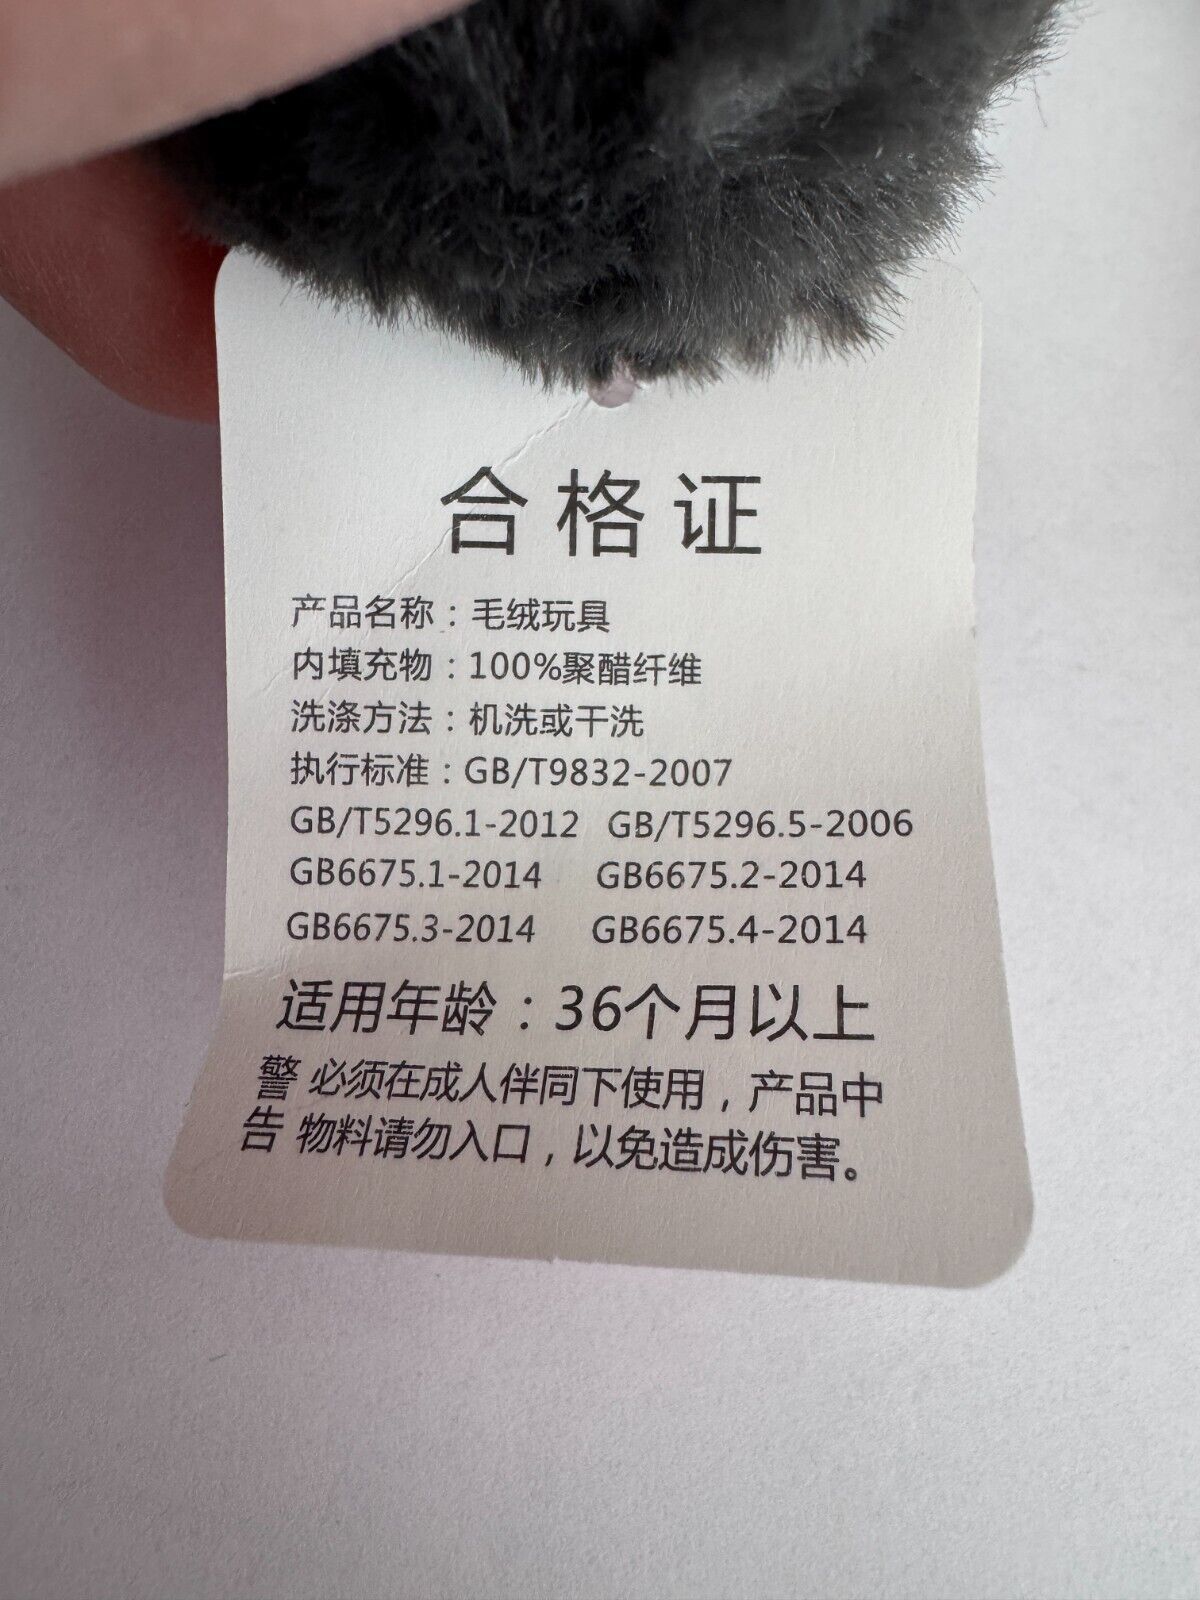 合格证
产品名称：毛绒玩具
内填充物：100%聚醋纤维
洗涤方法：机洗或干洗
执行标准：GB/T9832-2007
GB/T5296.1-2012 GB/T5296.5-2006
GB6675.1-2014 GB6675.2-2014
GB6675.3-2014 GB6675.4-2014
适用年龄：36个月以上
警 必须在成人伴同下使用，产品中
告 物料请勿入口，以免造成伤害。